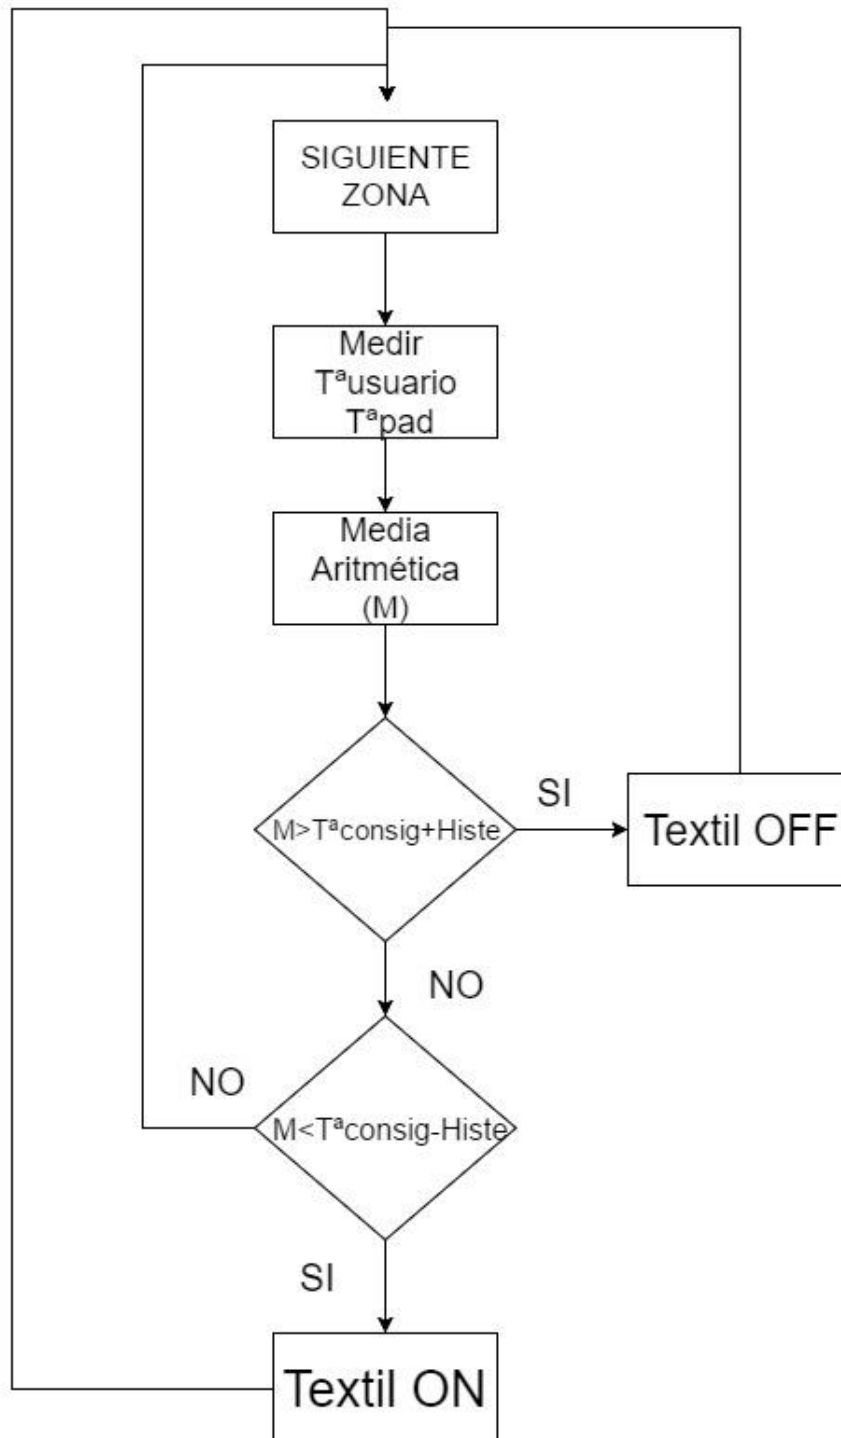 SIGUIENTE
ZONA
Medir
Tªusuario
Tªpad
Media
Aritmética
(M)
M>Tªconsig+Histe
SI
Textil OFF
NO
M<Tªconsig-Histe
NO
SI
Textil ON